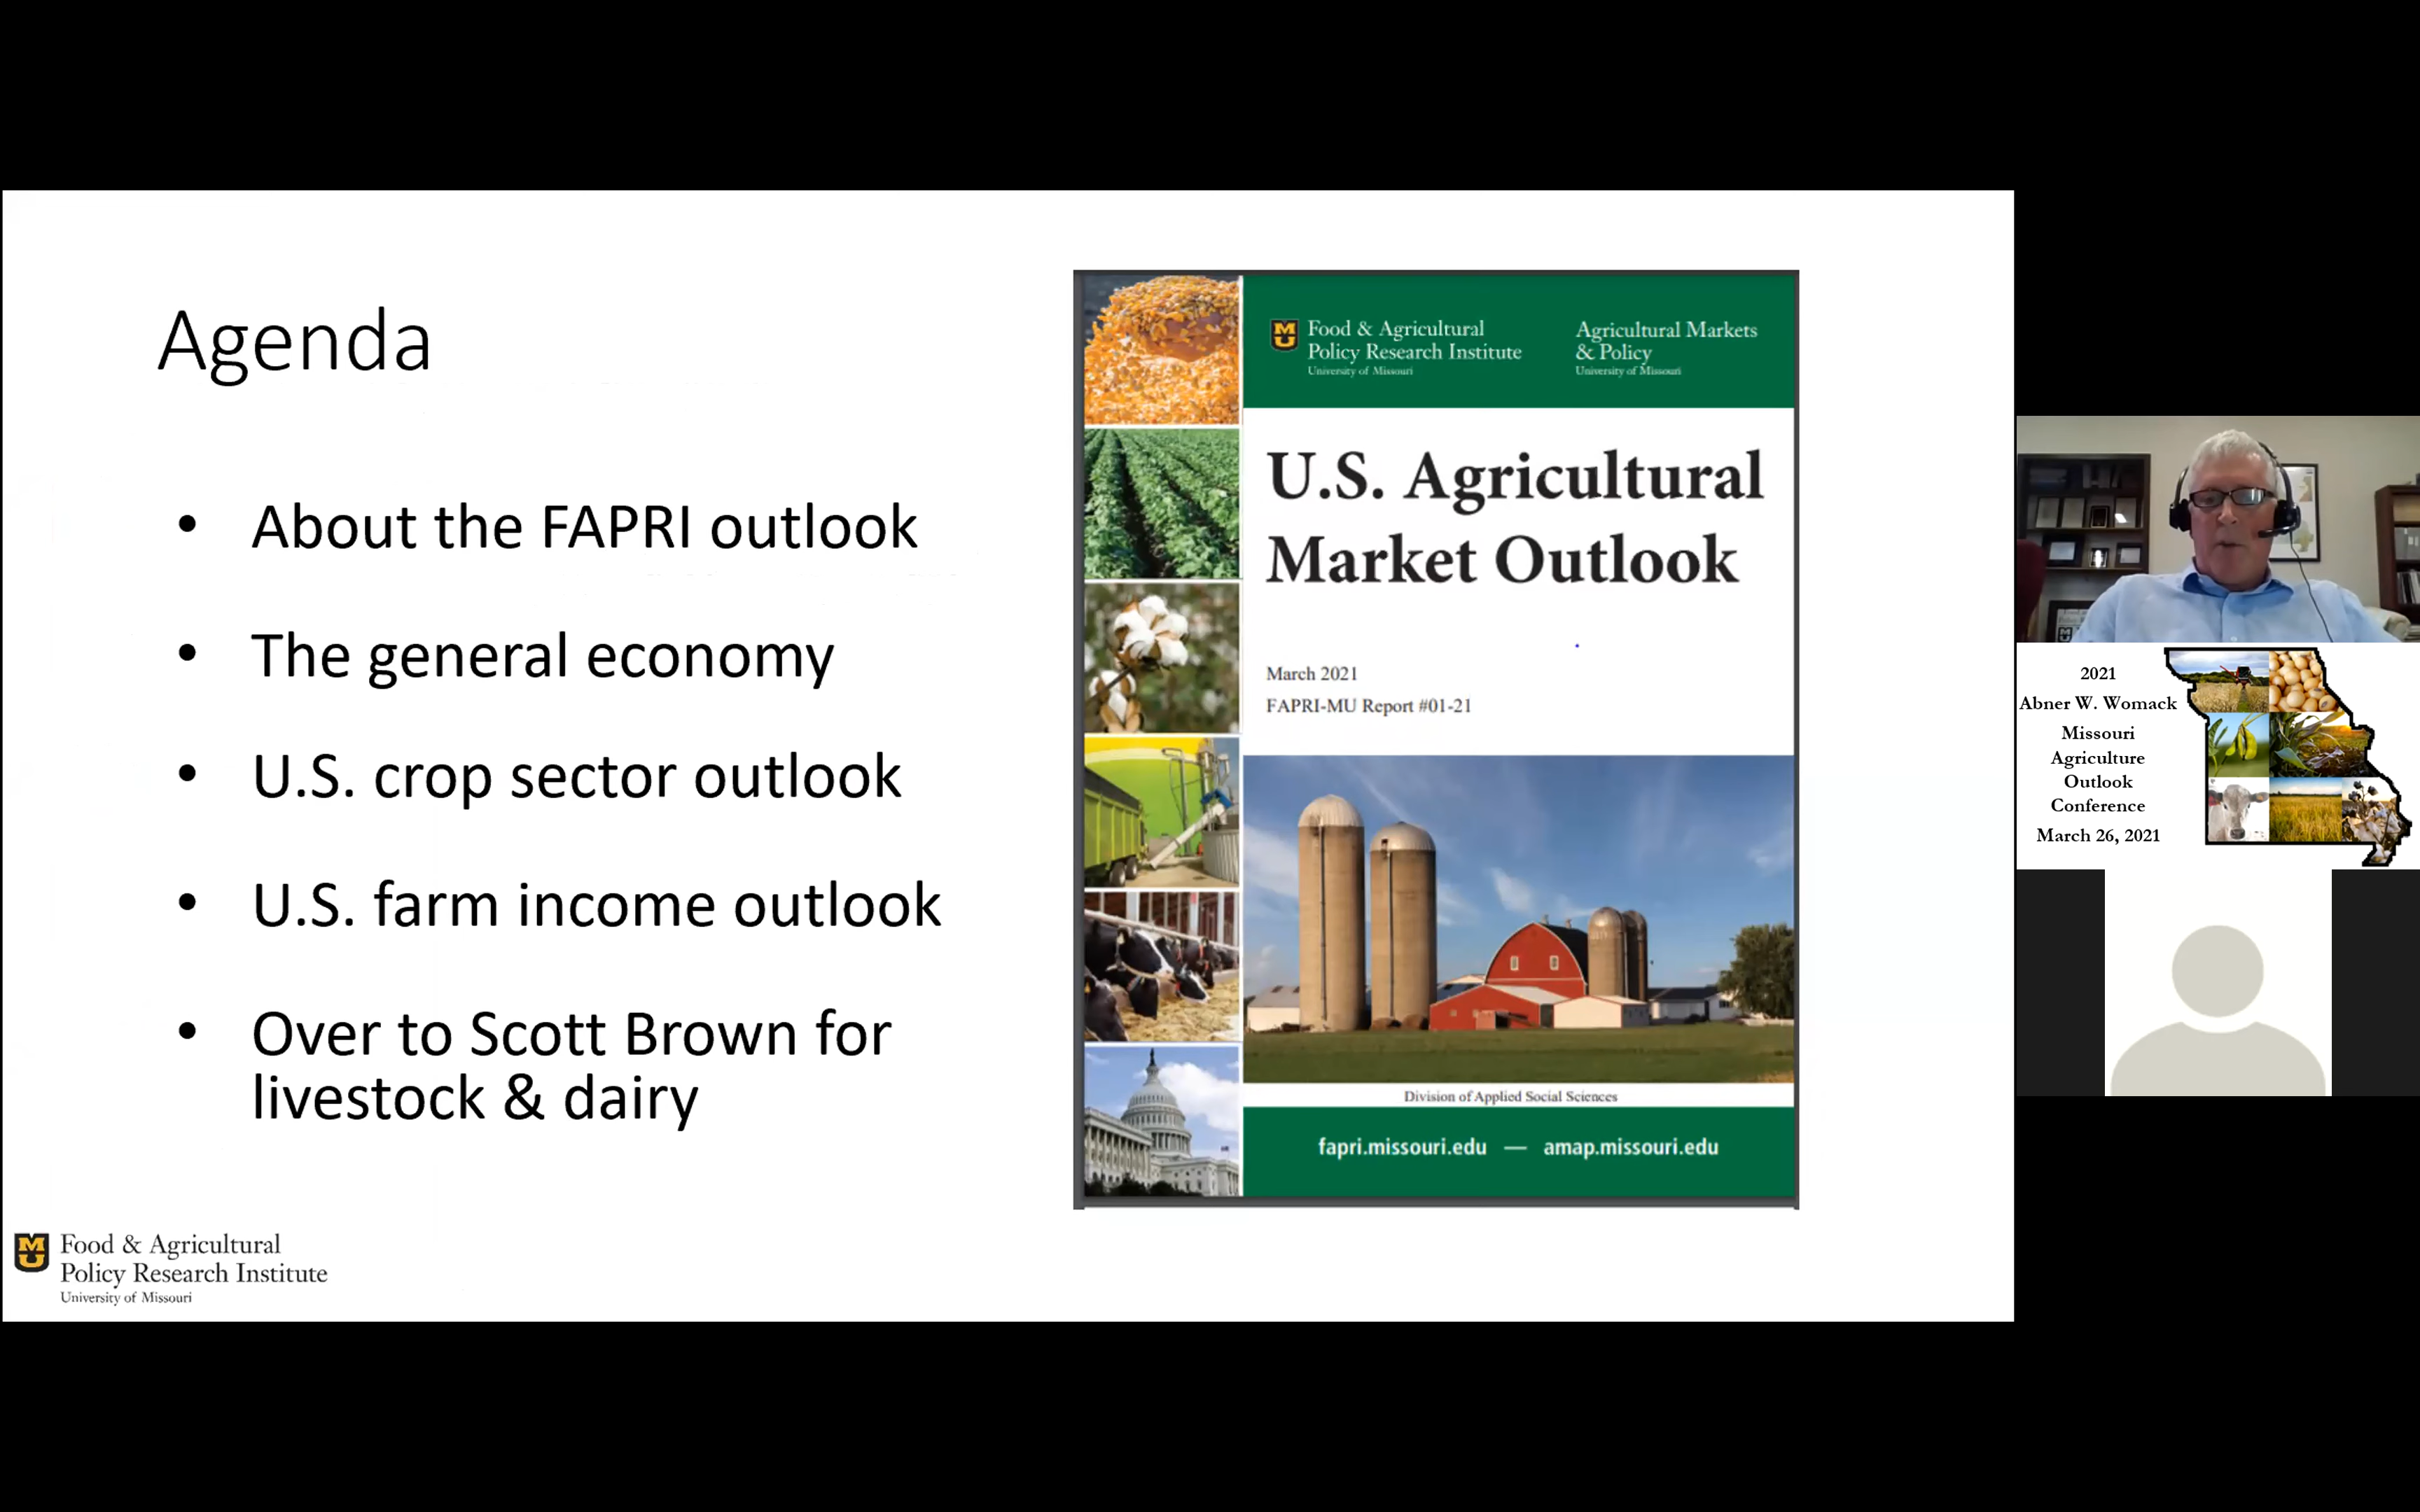 Agenda
• About the FAPRI outlook
• The general economy
• U.S. crop sector outlook
• U.S. farm income outlook
• Over to Scott Brown for
livestock & dairy
Food & Agricultural
Policy Research Institute
University of Missouri
Food & Agricultural
Policy Research Institute
University of Missouri
Agricultural Markets
& Policy
University of Missouri
U.S. Agricultural
Market Outlook
March 2021
FAPRI-MU Report #01-21
Division of Applied Social Sciences
fapri.missouri.edu — amap.missouri.edu
2021
Abner W. Womack
Missouri
Agriculture
Outlook
Conference
March 26, 2021